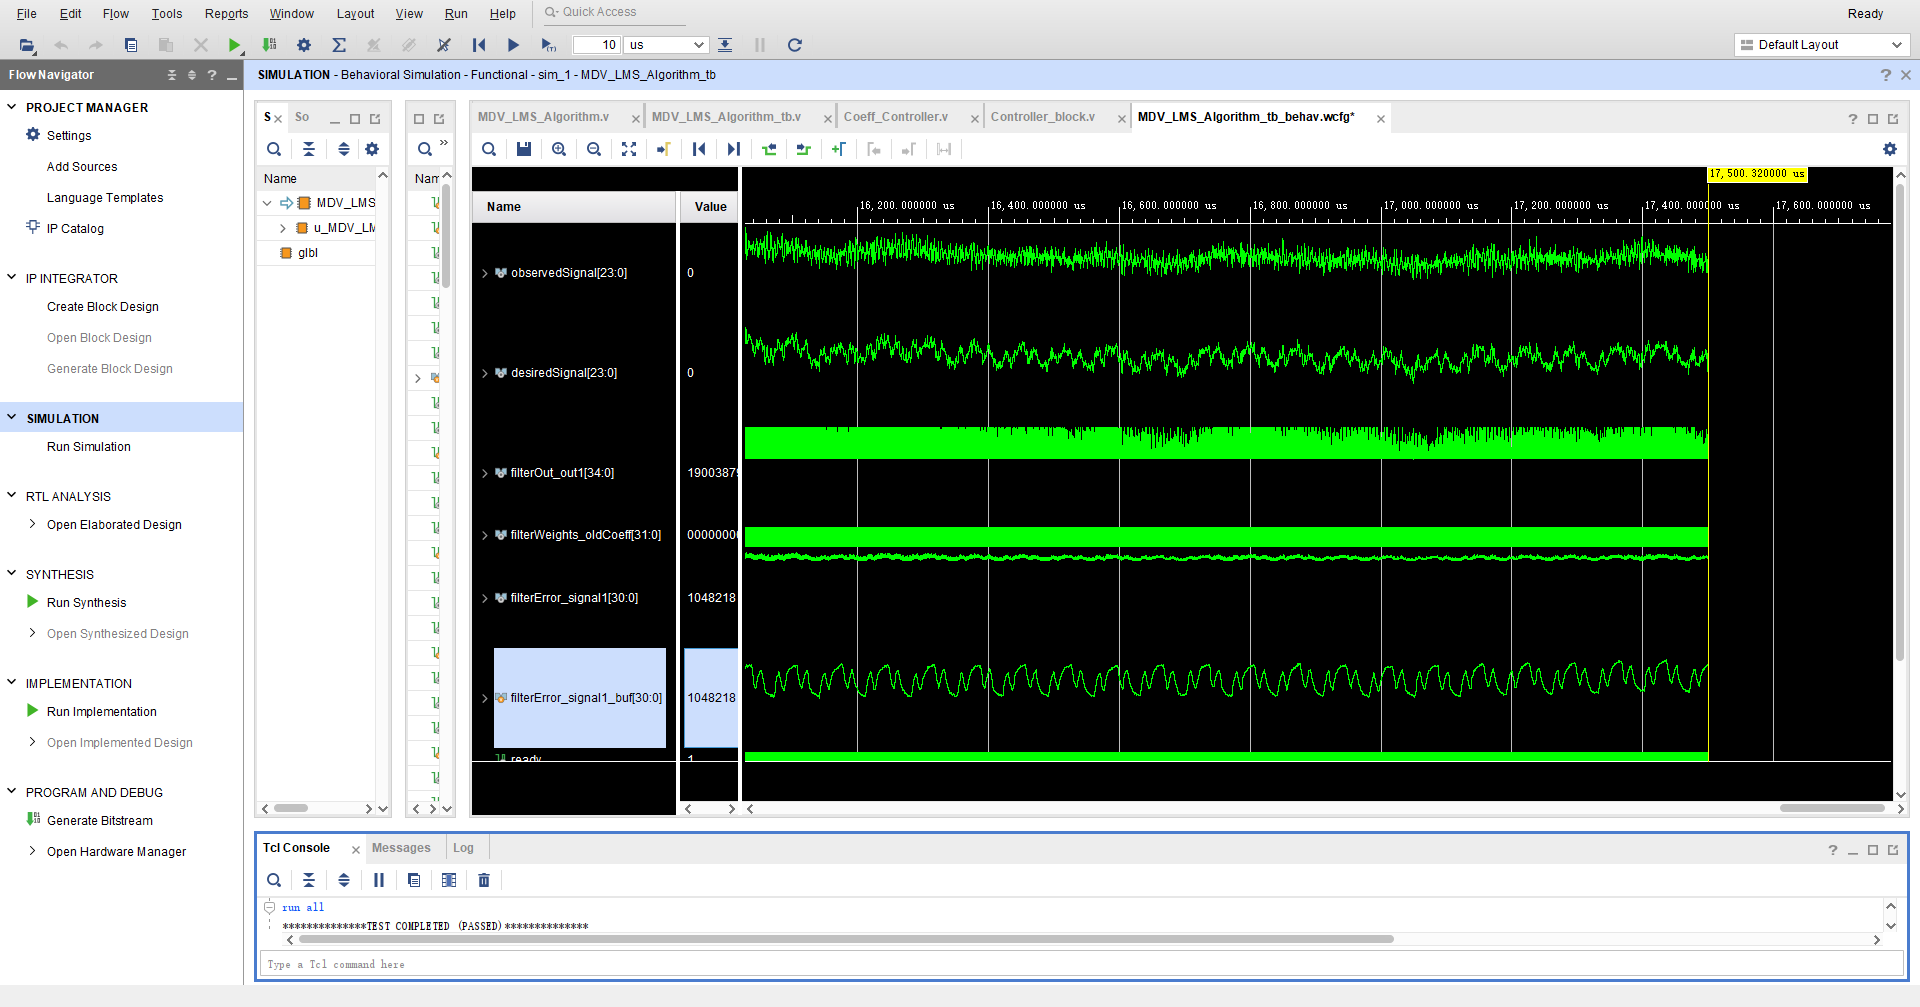 File Edit Flow Tools Reports Window Layout View Run Help Quick Access Ready
10 us Default Layout
Flow Navigator
SIMULATION - Behavioral Simulation - Functional - sim_1 - MDV_LMS_Algorithm_tb
PROJECT MANAGER
Settings
Add Sources
Language Templates
IP Catalog
IP INTEGRATOR
Create Block Design
Open Block Design
Generate Block Design
SIMULATION
Run Simulation
RTL ANALYSIS
Open Elaborated Design
SYNTHESIS
Run Synthesis
Open Synthesized Design
IMPLEMENTATION
Run Implementation
Open Implemented Design
PROGRAM AND DEBUG
Generate Bitstream
Open Hardware Manager
S So
Name
MDV_LMS
u_MDV_LM
glbl
Nam
MDV_LMS_Algorithm.v MDV_LMS_Algorithm_tb.v Coeff_Controller.v Controller_block.v MDV_LMS_Algorithm_tb_behav.wcfg*
17,500.320000 us
Name Value
16,200.000000 us 16,400.000000 us 16,600.000000 us 16,800.000000 us 17,000.000000 us 17,200.000000 us 17,400.000000 us 17,600.000000 us
observedSignal[23:0] 0
desiredSignal[23:0] 0
filterOut_out1[34:0] 19003879
filterWeights_oldCoeff[31:0] 00000000
filterError_signal1[30:0] 1048218
filterError_signal1_buf[30:0] 1048218
ready 1
Tcl Console Messages Log
run all
**************TEST COMPLETED (PASSED)**************
Type a Tcl command here